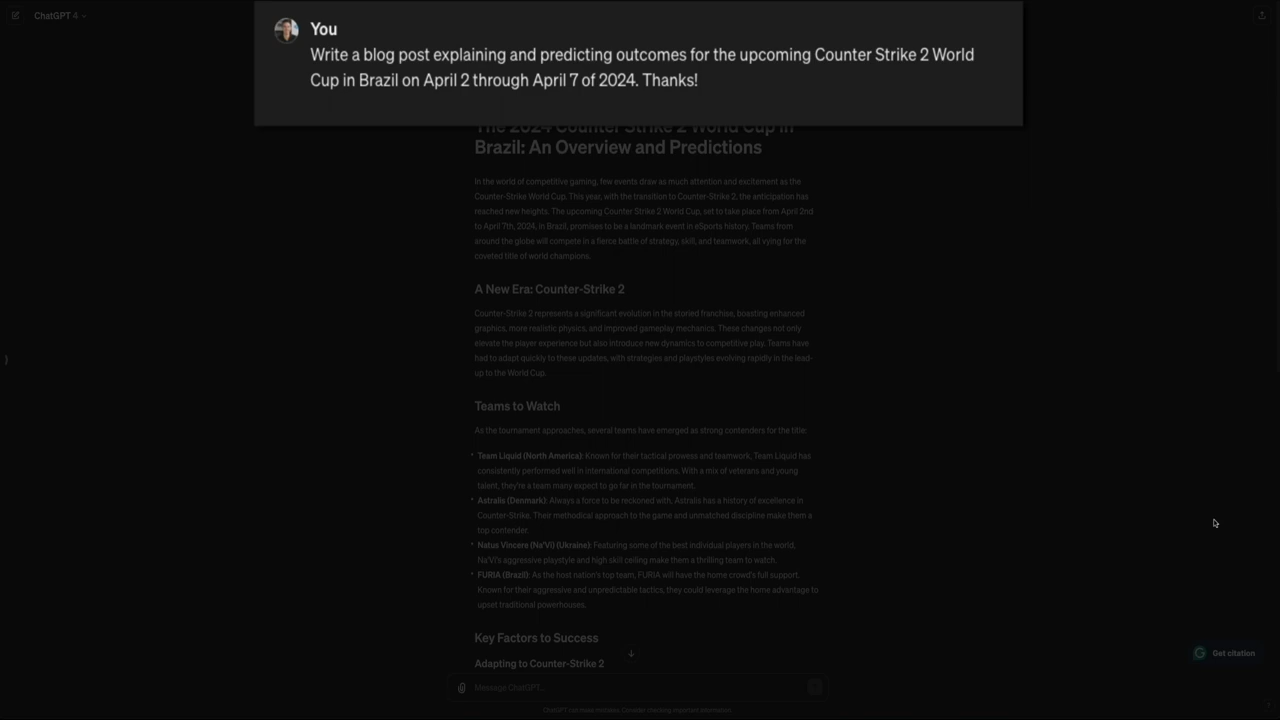 ChatGPT 4
You
Write a blog post explaining and predicting outcomes for the upcoming Counter Strike 2 World
Cup in Brazil on April 2 through April 7 of 2024. Thanks!
The 2024 Counter Strike 2 World Cup in
Brazil: An Overview and Predictions
In the world of competitive gaming, few events draw as much attention and excitement as the
Counter-Strike World Cup. This year, with the transition to Counter-Strike 2, the anticipation has
reached new heights. The upcoming Counter Strike 2 World Cup, set to take place from April 2nd
to April 7th, 2024, in Brazil, promises to be a landmark event in eSports history. Teams from
around the globe will compete in a fierce battle of strategy, skill, and teamwork, all vying for the
coveted title of world champions.
A New Era: Counter-Strike 2
Counter-Strike 2 represents a significant evolution in the storied franchise, boasting enhanced
graphics, more realistic physics, and improved gameplay mechanics. These changes not only
elevate the player experience but also introduce new dynamics to competitive play. Teams have
had to adapt quickly to these updates, with strategies and playstyles evolving rapidly in the lead-
up to the World Cup.
Teams to Watch
As the tournament approaches, several teams have emerged as strong contenders for the title:
• Team Liquid (North America): Known for their tactical prowess and teamwork, Team Liquid has
consistently performed well in international competitions. With a mix of veterans and young
talent, they're a team many expect to go far in the tournament.
• Astralis (Denmark): Always a force to be reckoned with, Astralis has a history of excellence in
Counter-Strike. Their methodical approach to the game and unmatched discipline make them a
top contender.
• Natus Vincere (Na'Vi) (Ukraine): Featuring some of the best individual players in the world,
Na'Vi's aggressive playstyle and high skill ceiling make them a thrilling team to watch.
• FURIA (Brazil): As the host nation's top team, FURIA will have the home crowd's full support.
Known for their aggressive and unpredictable tactics, they could leverage the home advantage to
upset traditional powerhouses.
Key Factors to Success
Get citation
Adapting to Counter-Strike 2
Message ChatGPT...
ChatGPT can make mistakes. Consider checking important information.